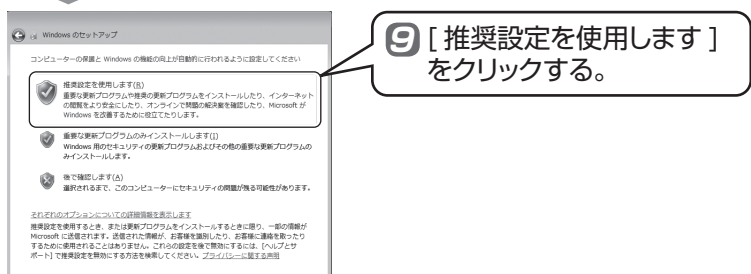 Windows のセットアップ
コンピューターの保護と Windows の機能の向上が自動的に行われるように設定してください
推奨設定を使用します(R)
重要な更新プログラムや推奨の更新プログラムをインストールしたり、インターネット
の閲覧をより安全にしたり、オンラインで問題の解決策を確認したり、Microsoft が
Windows を改善するために役立てたりします。
重要な更新プログラムのみインストールします(I)
Windows 用のセキュリティの更新プログラムおよびその他の重要な更新プログラムの
みインストールします。
後で確認します(A)
選択されるまで、このコンピューターにセキュリティの問題が残る可能性があります。
それぞれのオプションについての詳細情報を表示します
推奨設定を使用するとき、または更新プログラムをインストールするときに限り、一部の情報が
Microsoft に送信されます。送信された情報が、お客様を識別したり、お客様に連絡を取ったり
するために使用されることはありません。これらの設定を後で無効にするには、[ヘルプとサ
ポート] で推奨設定を無効にする方法を検索してください。プライバシーに関する声明
9 [ 推奨設定を使用します ]
をクリックする。